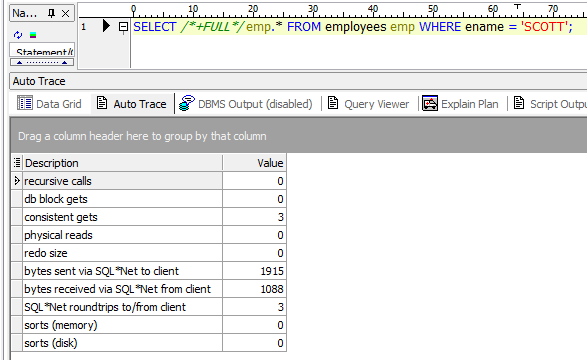 Na...
Statement/
0 10 20 30 40 50 60 70
1 SELECT /*+FULL*/ emp.* FROM employees emp WHERE ename = 'SCOTT';
Auto Trace
Data Grid Auto Trace DBMS Output (disabled) Query Viewer Explain Plan Script Outpu
Drag a column header here to group by that column
Description Value
recursive calls 0
db block gets 0
consistent gets 3
physical reads 0
redo size 0
bytes sent via SQL*Net to client 1915
bytes received via SQL*Net from client 1088
SQL*Net roundtrips to/from client 3
sorts (memory) 0
sorts (disk) 0